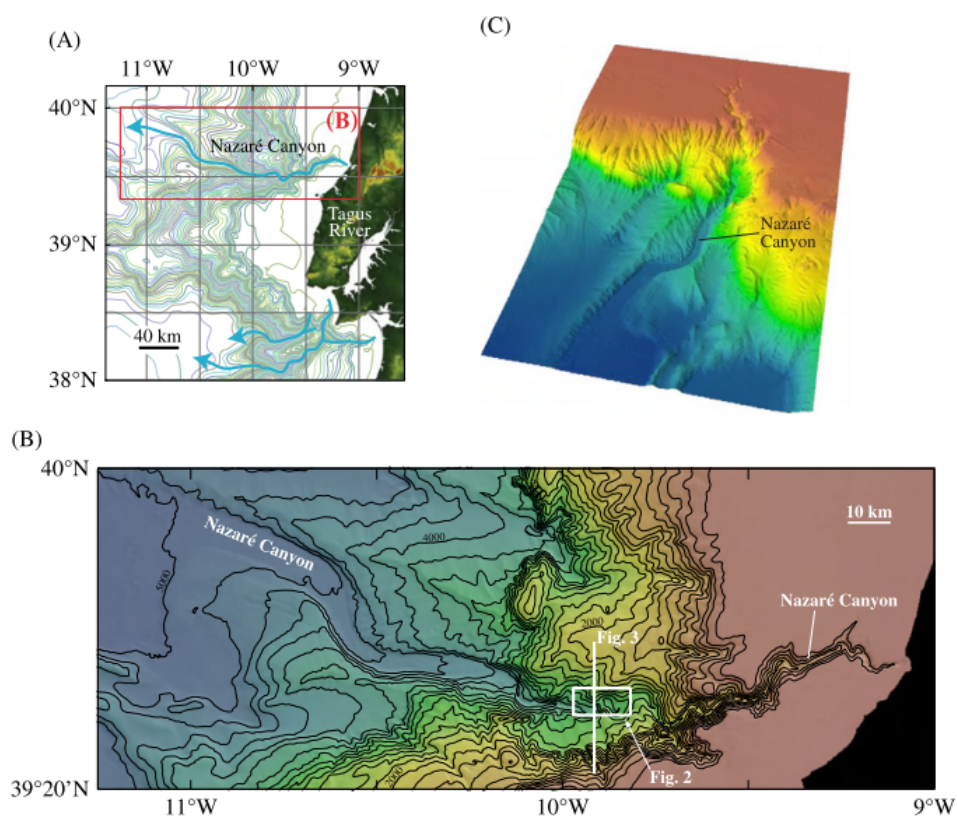 (A)
11°W
10°W
9°W
40°N
(B)
Nazaré Canyon
Tagus
River
39°N
40 km
38°N
(C)
Nazaré
Canyon
(B)
40°N
10 km
Nazaré Canyon
4000
5000
Nazaré Canyon
2000
Fig. 3
2000
Fig. 2
39°20'N
11°W
10°W
9°W